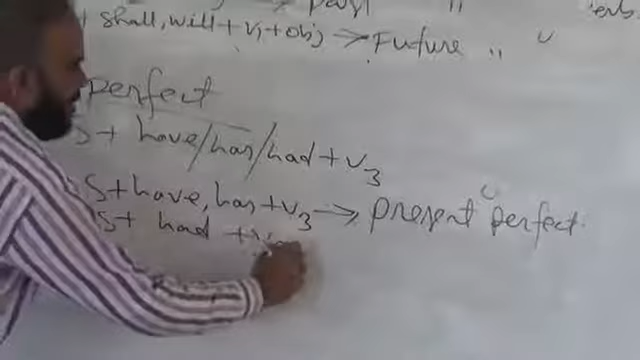 shall, will + V1 + obj → Future "
perfect
S + have/has/had + V3
S + have, has + V3 → present perfect.
S + had + V